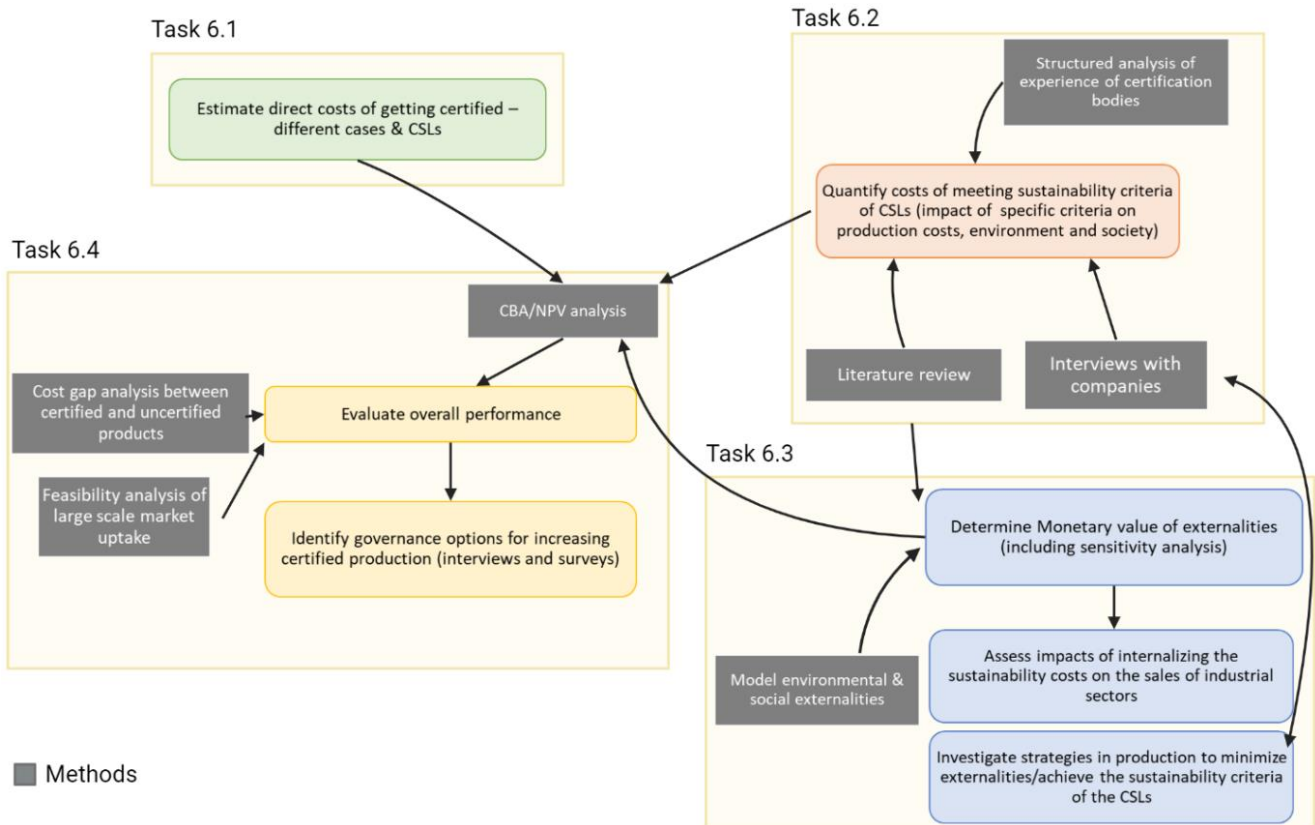 Task 6.1
Estimate direct costs of getting certified –
different cases & CSLs
Task 6.2
Structured analysis of
experience of certification
bodies
Quantify costs of meeting sustainability criteria
of CSLs (impact of specific criteria on
production costs, environment and society)
Literature review
Interviews with
companies
Task 6.4
CBA/NPV analysis
Cost gap analysis between
certified and uncertified
products
Evaluate overall performance
Feasibility analysis of
large scale market
uptake
Identify governance options for increasing
certified production (interviews and surveys)
Task 6.3
Determine Monetary value of externalities
(including sensitivity analysis)
Model environmental &
social externalities
Assess impacts of internalizing the
sustainability costs on the sales of industrial
sectors
Investigate strategies in production to minimize
externalities/achieve the sustainability criteria
of the CSLs
Methods